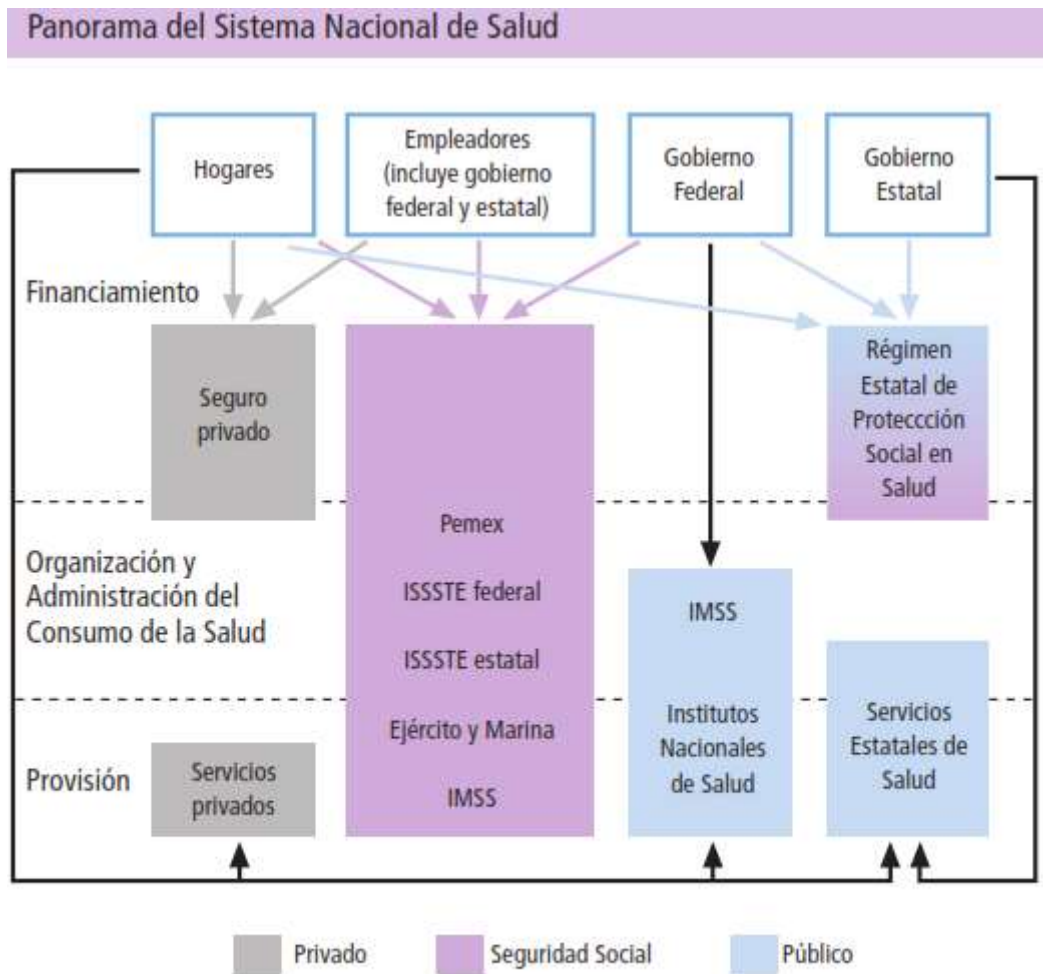 Panorama del Sistema Nacional de Salud
Hogares
Empleadores
(incluye gobierno
federal y estatal)
Gobierno
Federal
Gobierno
Estatal
Financiamiento
Seguro
privado
Régimen
Estatal de
Proteccción
Social en
Salud
Organización y
Administración del
Consumo de la Salud
Pemex
ISSSTE federal
ISSSTE estatal
Ejército y Marina
IMSS
IMSS
Institutos
Nacionales
de Salud
Servicios
Estatales de
Salud
Provisión
Servicios
privados
Privado
Seguridad Social
Público